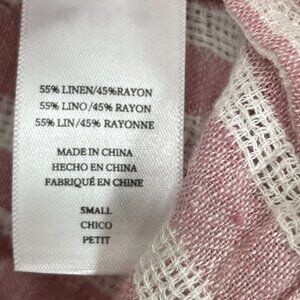 55% LINEN/45%RAYON
55% LINO/45% RAYON
55% LIN/45% RAYONNE
MADE IN CHINA
HECHO EN CHINA
FABRIQUÉ EN CHINE
SMALL
CHICO
PETIT